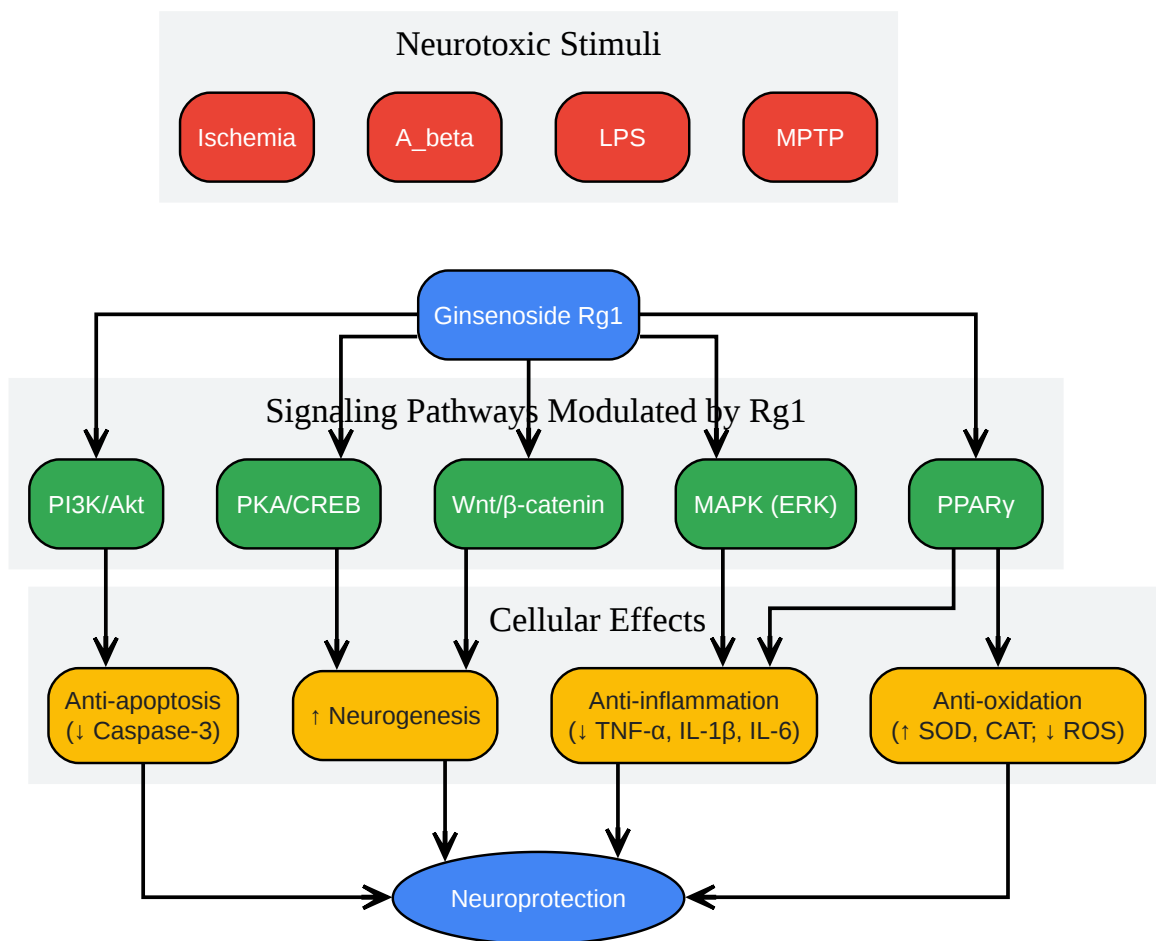 Neurotoxic Stimuli
Ischemia
A_beta
LPS
MPTP
Ginsenoside Rg1
Signaling Pathways Modulated by Rg1
PI3K/Akt
PKA/CREB
Wnt/β-catenin
MAPK (ERK)
PPARγ
Cellular Effects
Anti-apoptosis
(↓ Caspase-3)
↑ Neurogenesis
Anti-inflammation
(↓ TNF-α, IL-1β, IL-6)
Anti-oxidation
(↑ SOD, CAT; ↓ ROS)
Neuroprotection